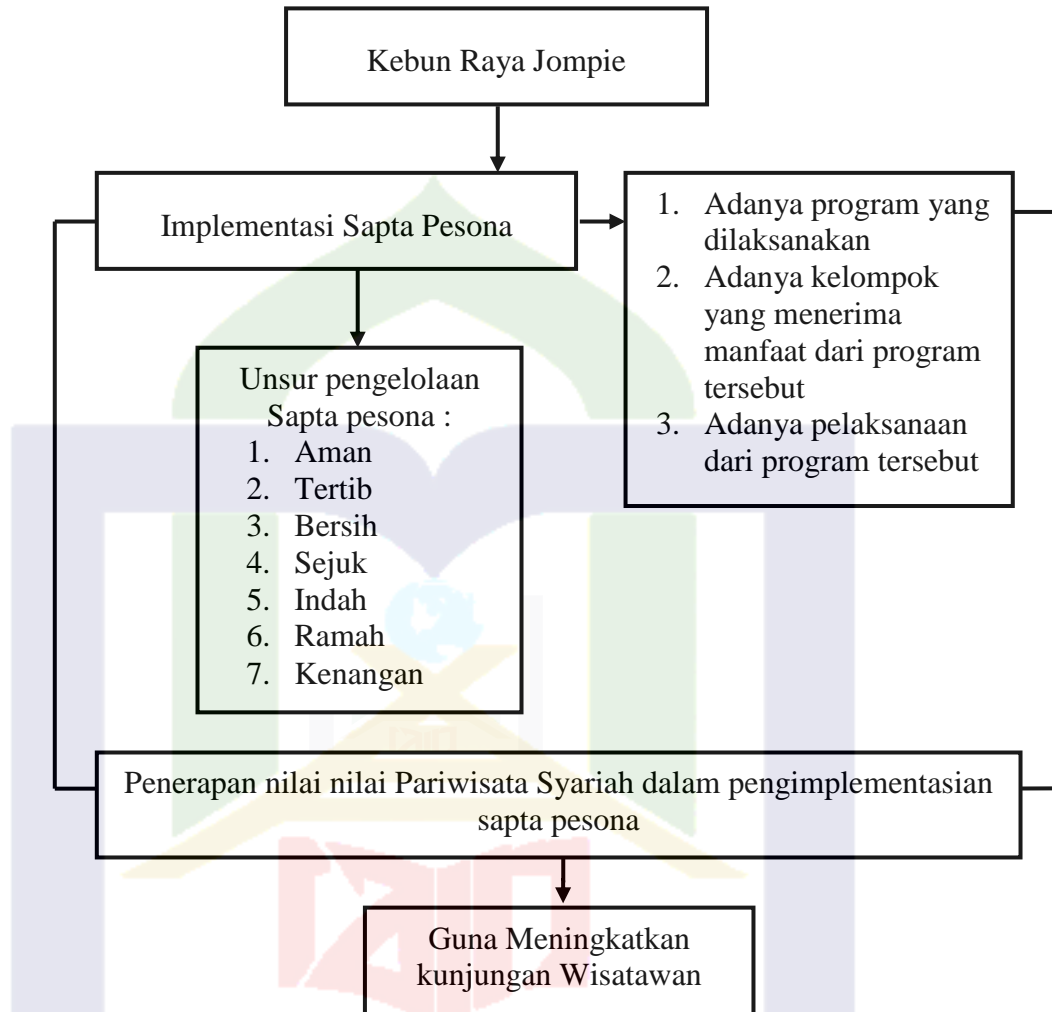 Kebun Raya Jompie
Implementasi Sapta Pesona
1. Adanya program yang
dilaksanakan
2. Adanya kelompok
yang menerima
manfaat dari program
tersebut
3. Adanya pelaksanaan
dari program tersebut
Unsur pengelolaan
Sapta pesona :
1. Aman
2. Tertib
3. Bersih
4. Sejuk
5. Indah
6. Ramah
7. Kenangan
Penerapan nilai nilai Pariwisata Syariah dalam pengimplementasian
sapta pesona
Guna Meningkatkan
kunjungan Wisatawan